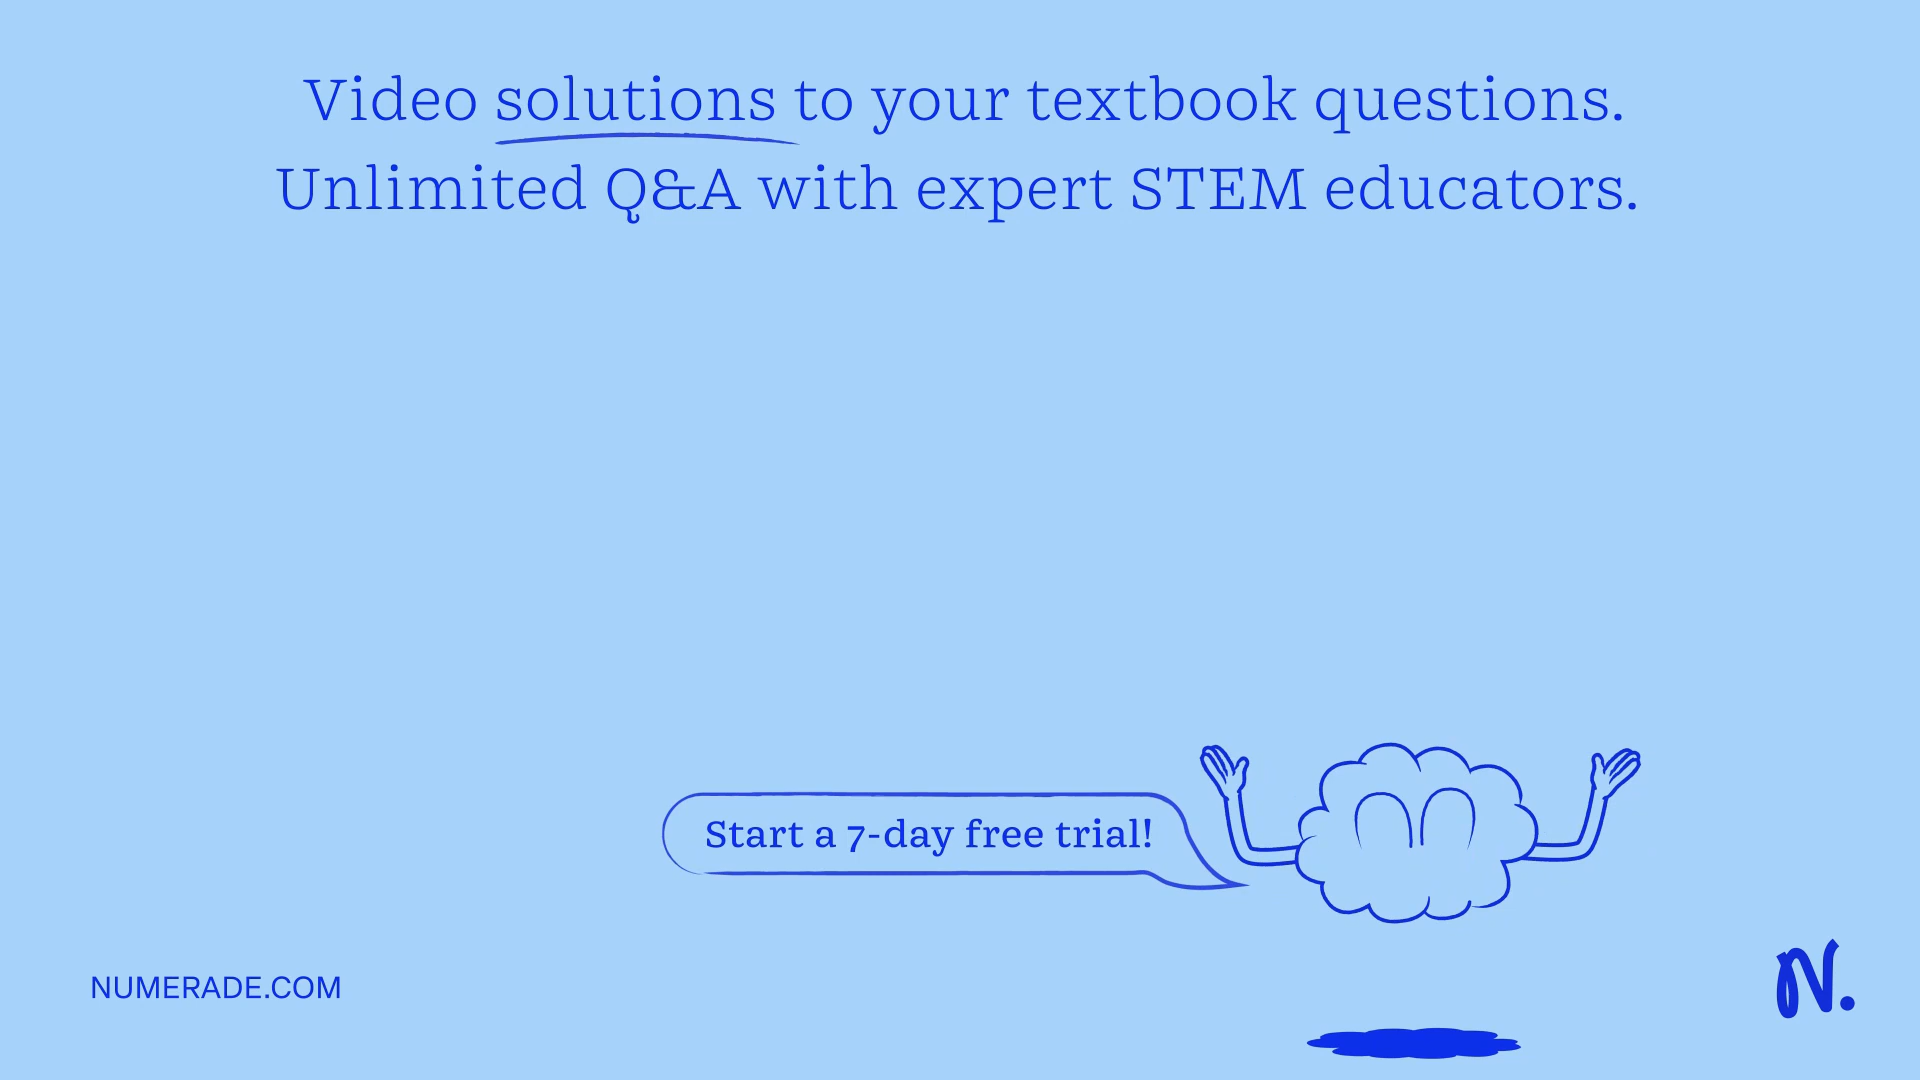 Video solutions to your textbook questions.
Unlimited Q&A with expert STEM educators.
Start a 7-day free trial!
NUMERADE.COM
N.